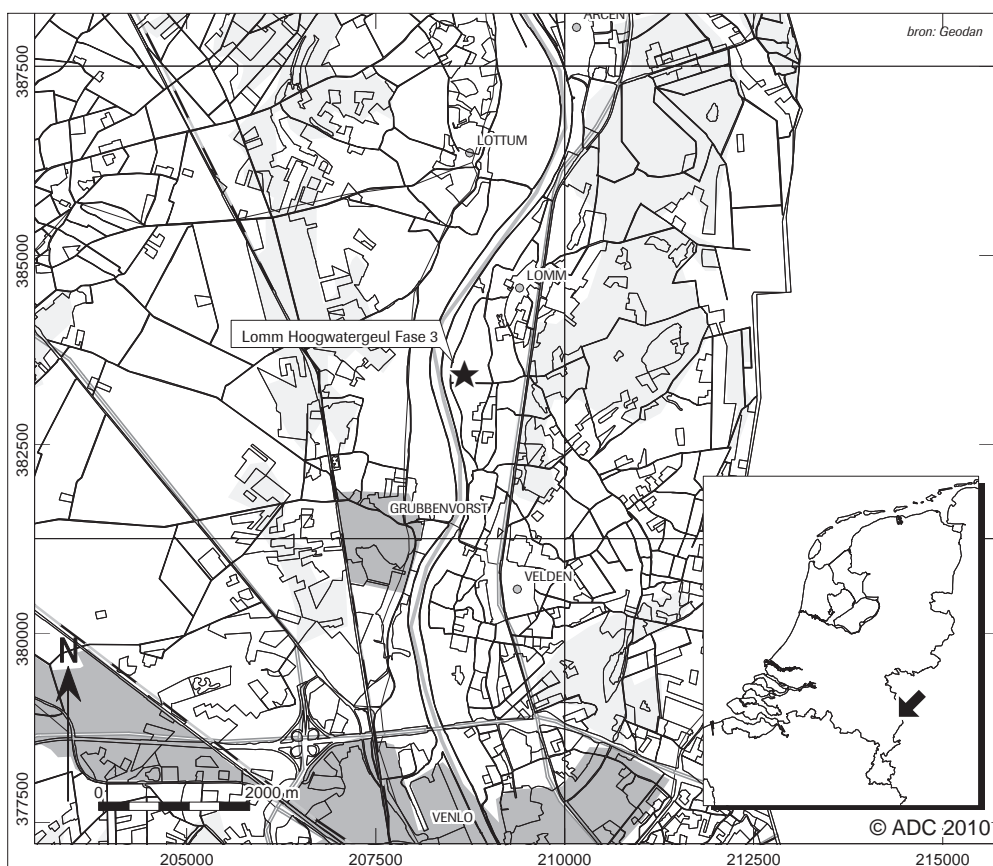 ARCEN
bron: Geodan
387500
LOTTUM
385000
LOMM
Lomm Hoogwatergeul Fase 3
382500
GRUBBENVORST
VELDEN
380000
N
0
2000 m
377500
VENLO
© ADC 2010
205000
207500
210000
212500
215000